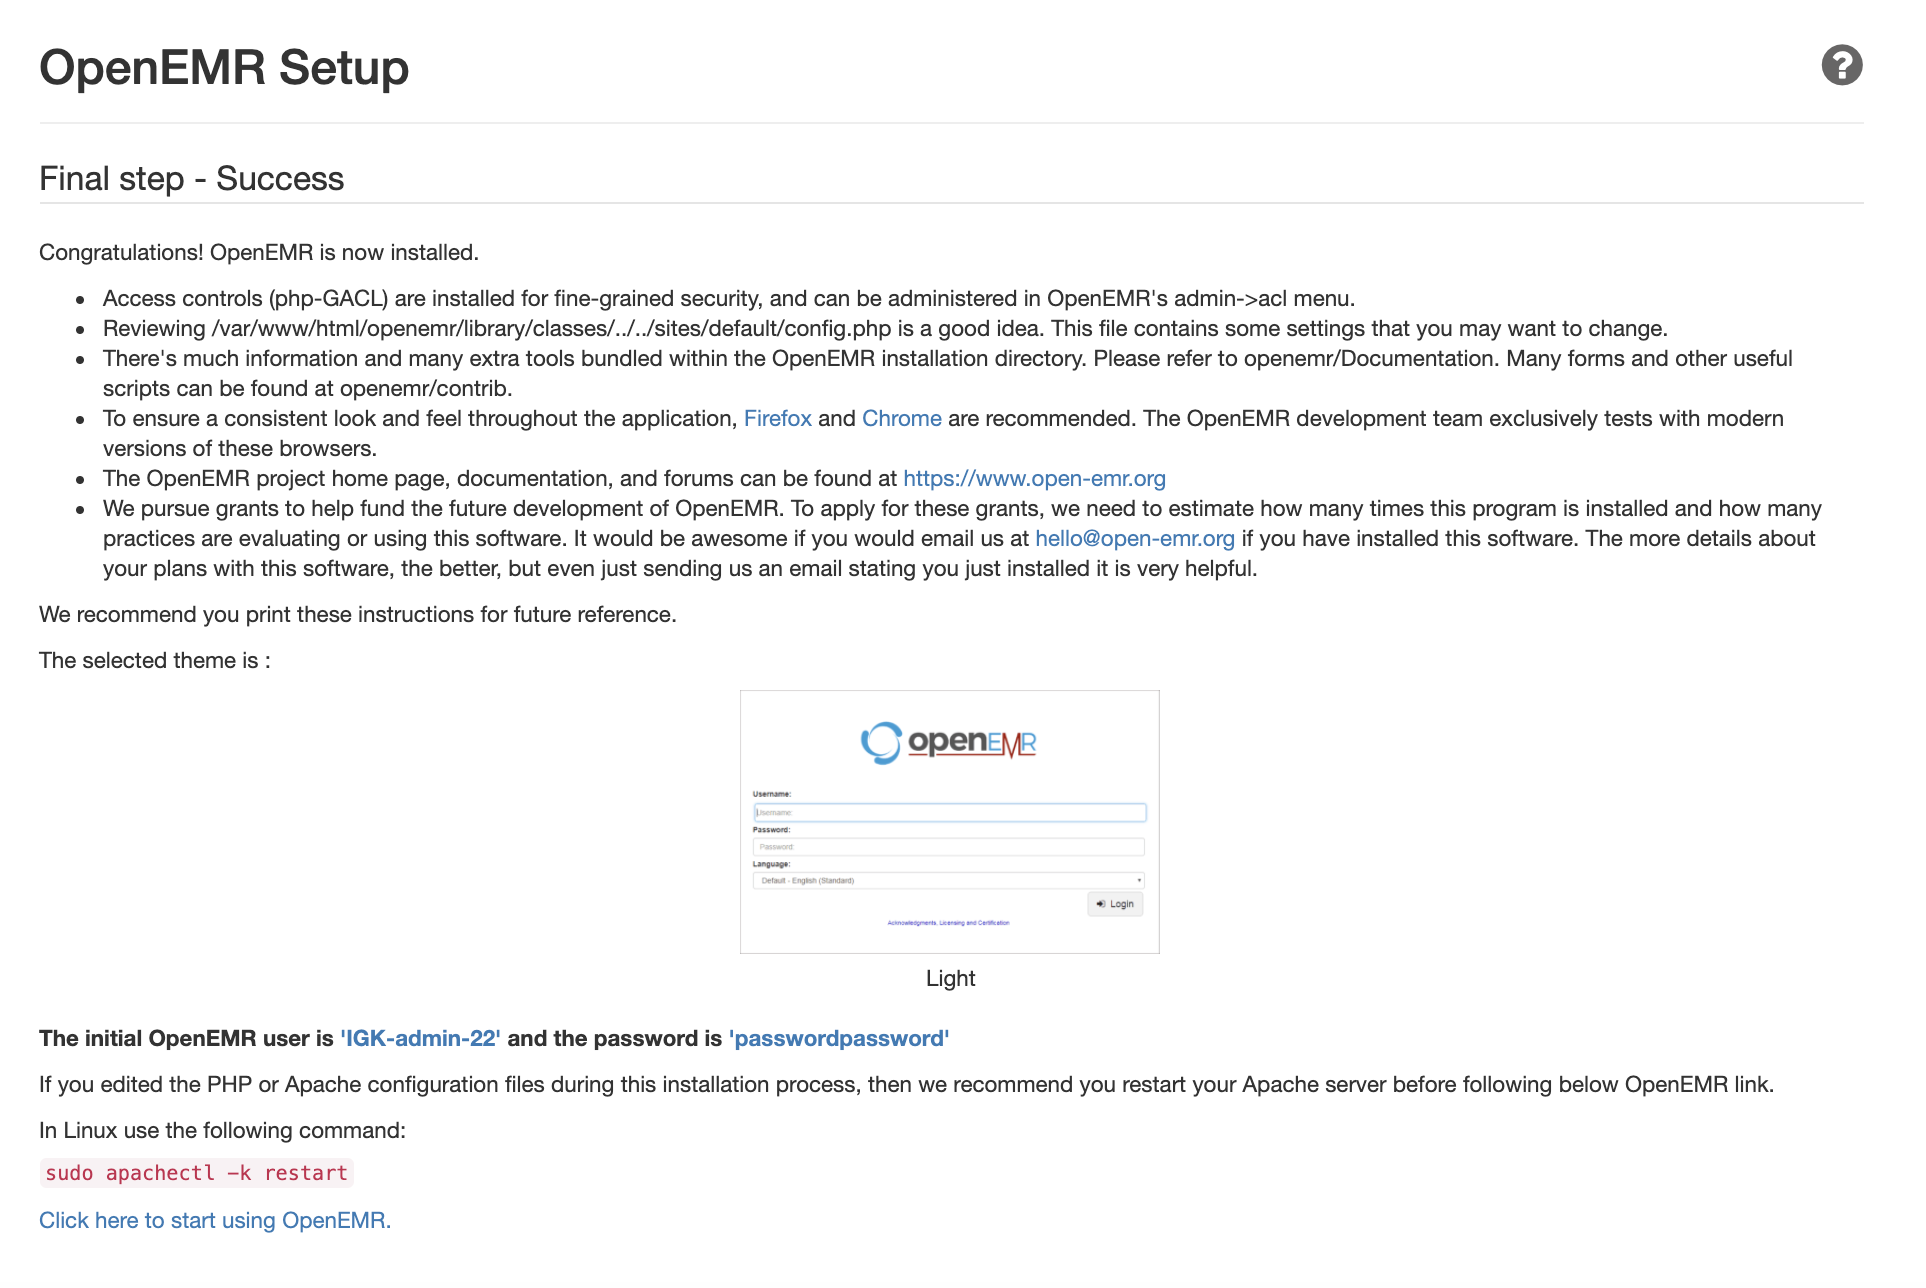 OpenEMR Setup
Final step - Success
Congratulations! OpenEMR is now installed.
Access controls (php-GACL) are installed for fine-grained security, and can be administered in OpenEMR's admin->acl menu.
Reviewing /var/www/html/openemr/library/classes/../../sites/default/config.php is a good idea. This file contains some settings that you may want to change.
There's much information and many extra tools bundled within the OpenEMR installation directory. Please refer to openemr/Documentation. Many forms and other useful
scripts can be found at openemr/contrib.
To ensure a consistent look and feel throughout the application, Firefox and Chrome are recommended. The OpenEMR development team exclusively tests with modern
versions of these browsers.
The OpenEMR project home page, documentation, and forums can be found at https://www.open-emr.org
We pursue grants to help fund the future development of OpenEMR. To apply for these grants, we need to estimate how many times this program is installed and how many
practices are evaluating or using this software. It would be awesome if you would email us at hello@open-emr.org if you have installed this software. The more details about
your plans with this software, the better, but even just sending us an email stating you just installed it is very helpful.
We recommend you print these instructions for future reference.
The selected theme is :
openEMR
Username:
Username:
Password:
Password:
Language:
Default - English (Standard)
Login
Acknowledgments, Licensing and Certification
Light
The initial OpenEMR user is 'IGK-admin-22' and the password is 'passwordpassword'
If you edited the PHP or Apache configuration files during this installation process, then we recommend you restart your Apache server before following below OpenEMR link.
In Linux use the following command:
sudo apachectl -k restart
Click here to start using OpenEMR.